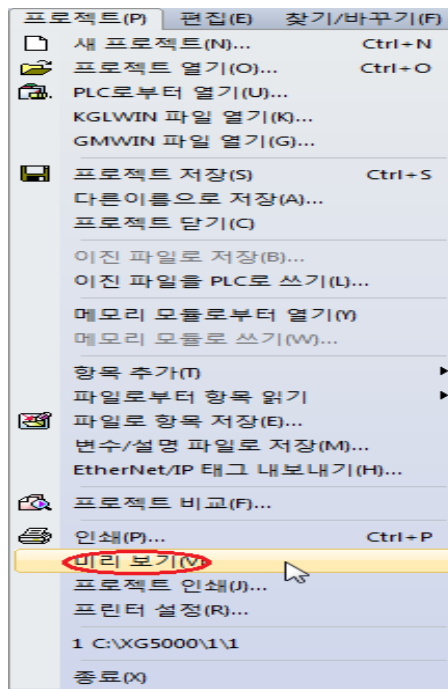 프로젝트(P) 편집(E) 찾기/바꾸기(F)
새 프로젝트(N)... Ctrl+N
프로젝트 열기(O)... Ctrl+O
PLC로부터 열기(U)...
KGLWIN 파일 열기(K)...
GMWIN 파일 열기(G)...
프로젝트 저장(S) Ctrl+S
다른이름으로 저장(A)...
프로젝트 닫기(C)
이진 파일로 저장(B)...
이진 파일을 PLC로 쓰기(L)...
메모리 모듈로부터 열기(Y)
메모리 모듈로 쓰기(W)...
항목 추가(T)
파일로부터 항목 읽기
파일로 항목 저장(E)...
변수/설명 파일로 저장(M)...
EtherNet/IP 태그 내보내기(H)...
프로젝트 비교(F)...
인쇄(P)... Ctrl+P
미리 보기(V)
프로젝트 인쇄(J)...
프린터 설정(R)...
1 C:\XG5000\1\1
종료(X)